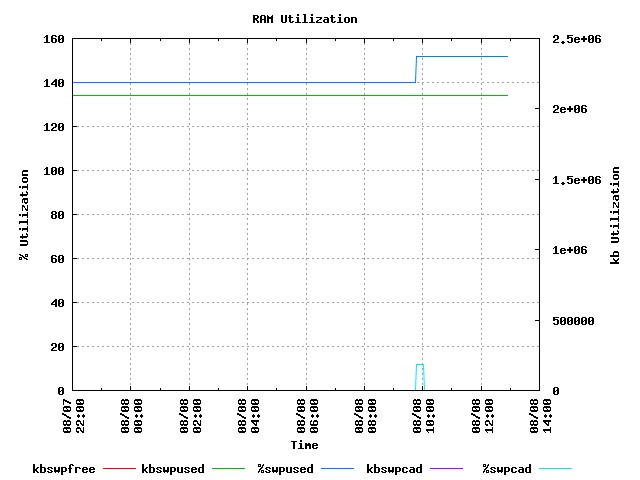 RAM Utilization
160
140
120
100
80
60
40
20
0
% Utilization
2.5e+06
2e+06
1.5e+06
1e+06
500000
0
kb Utilization
08/07 22:00
08/08 00:00
08/08 02:00
08/08 04:00
08/08 06:00
08/08 08:00
08/08 10:00
08/08 12:00
08/08 14:00
Time
kbswpfree kbswpused %swpused kbswpcad %swpcad